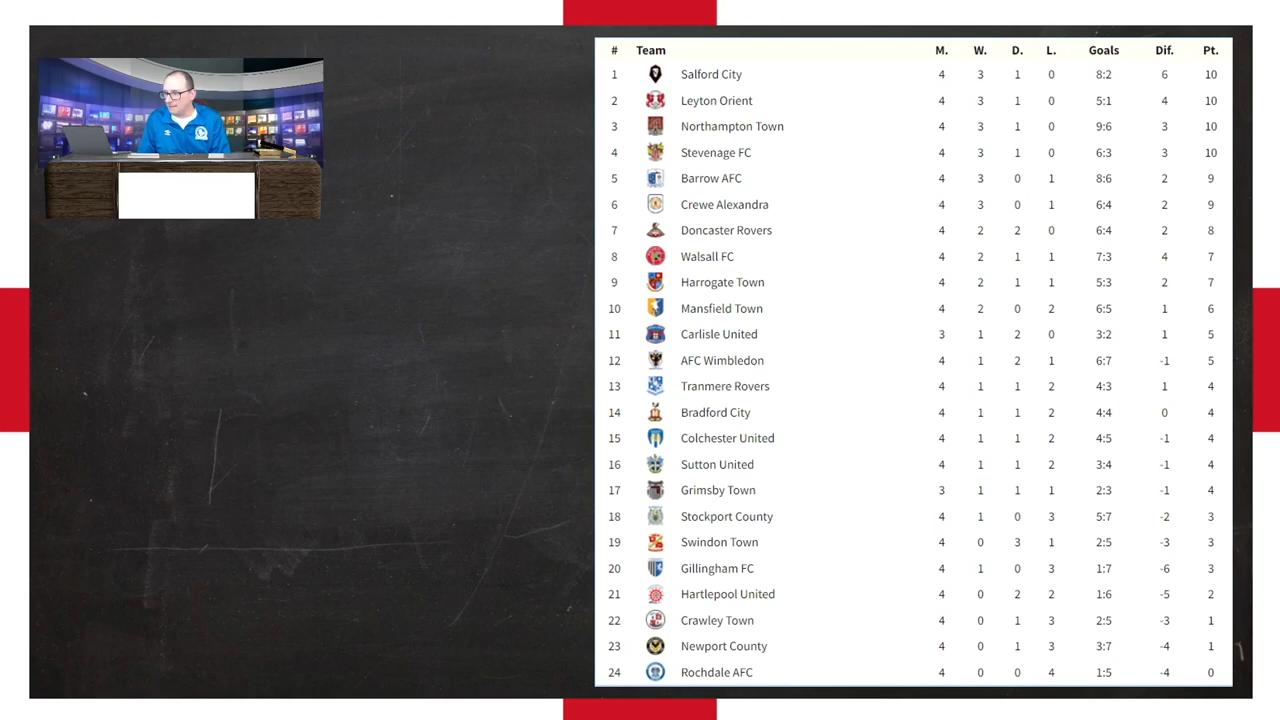 # Team M. W. D. L. Goals Dif. Pt.
1 Salford City 4 3 1 0 8:2 6 10
2 Leyton Orient 4 3 1 0 5:1 4 10
3 Northampton Town 4 3 1 0 9:6 3 10
4 Stevenage FC 4 3 1 0 6:3 3 10
5 Barrow AFC 4 3 0 1 8:6 2 9
6 Crewe Alexandra 4 3 0 1 6:4 2 9
7 Doncaster Rovers 4 2 2 0 6:4 2 8
8 Walsall FC 4 2 1 1 7:3 4 7
9 Harrogate Town 4 2 1 1 5:3 2 7
10 Mansfield Town 4 2 0 2 6:5 1 6
11 Carlisle United 3 1 2 0 3:2 1 5
12 AFC Wimbledon 4 1 2 1 6:7 -1 5
13 Tranmere Rovers 4 1 1 2 4:3 1 4
14 Bradford City 4 1 1 2 4:4 0 4
15 Colchester United 4 1 1 2 4:5 -1 4
16 Sutton United 4 1 1 2 3:4 -1 4
17 Grimsby Town 3 1 1 1 2:3 -1 4
18 Stockport County 4 1 0 3 5:7 -2 3
19 Swindon Town 4 0 3 1 2:5 -3 3
20 Gillingham FC 4 1 0 3 1:7 -6 3
21 Hartlepool United 4 0 2 2 1:6 -5 2
22 Crawley Town 4 0 1 3 2:5 -3 1
23 Newport County 4 0 1 3 3:7 -4 1
24 Rochdale AFC 4 0 0 4 1:5 -4 0